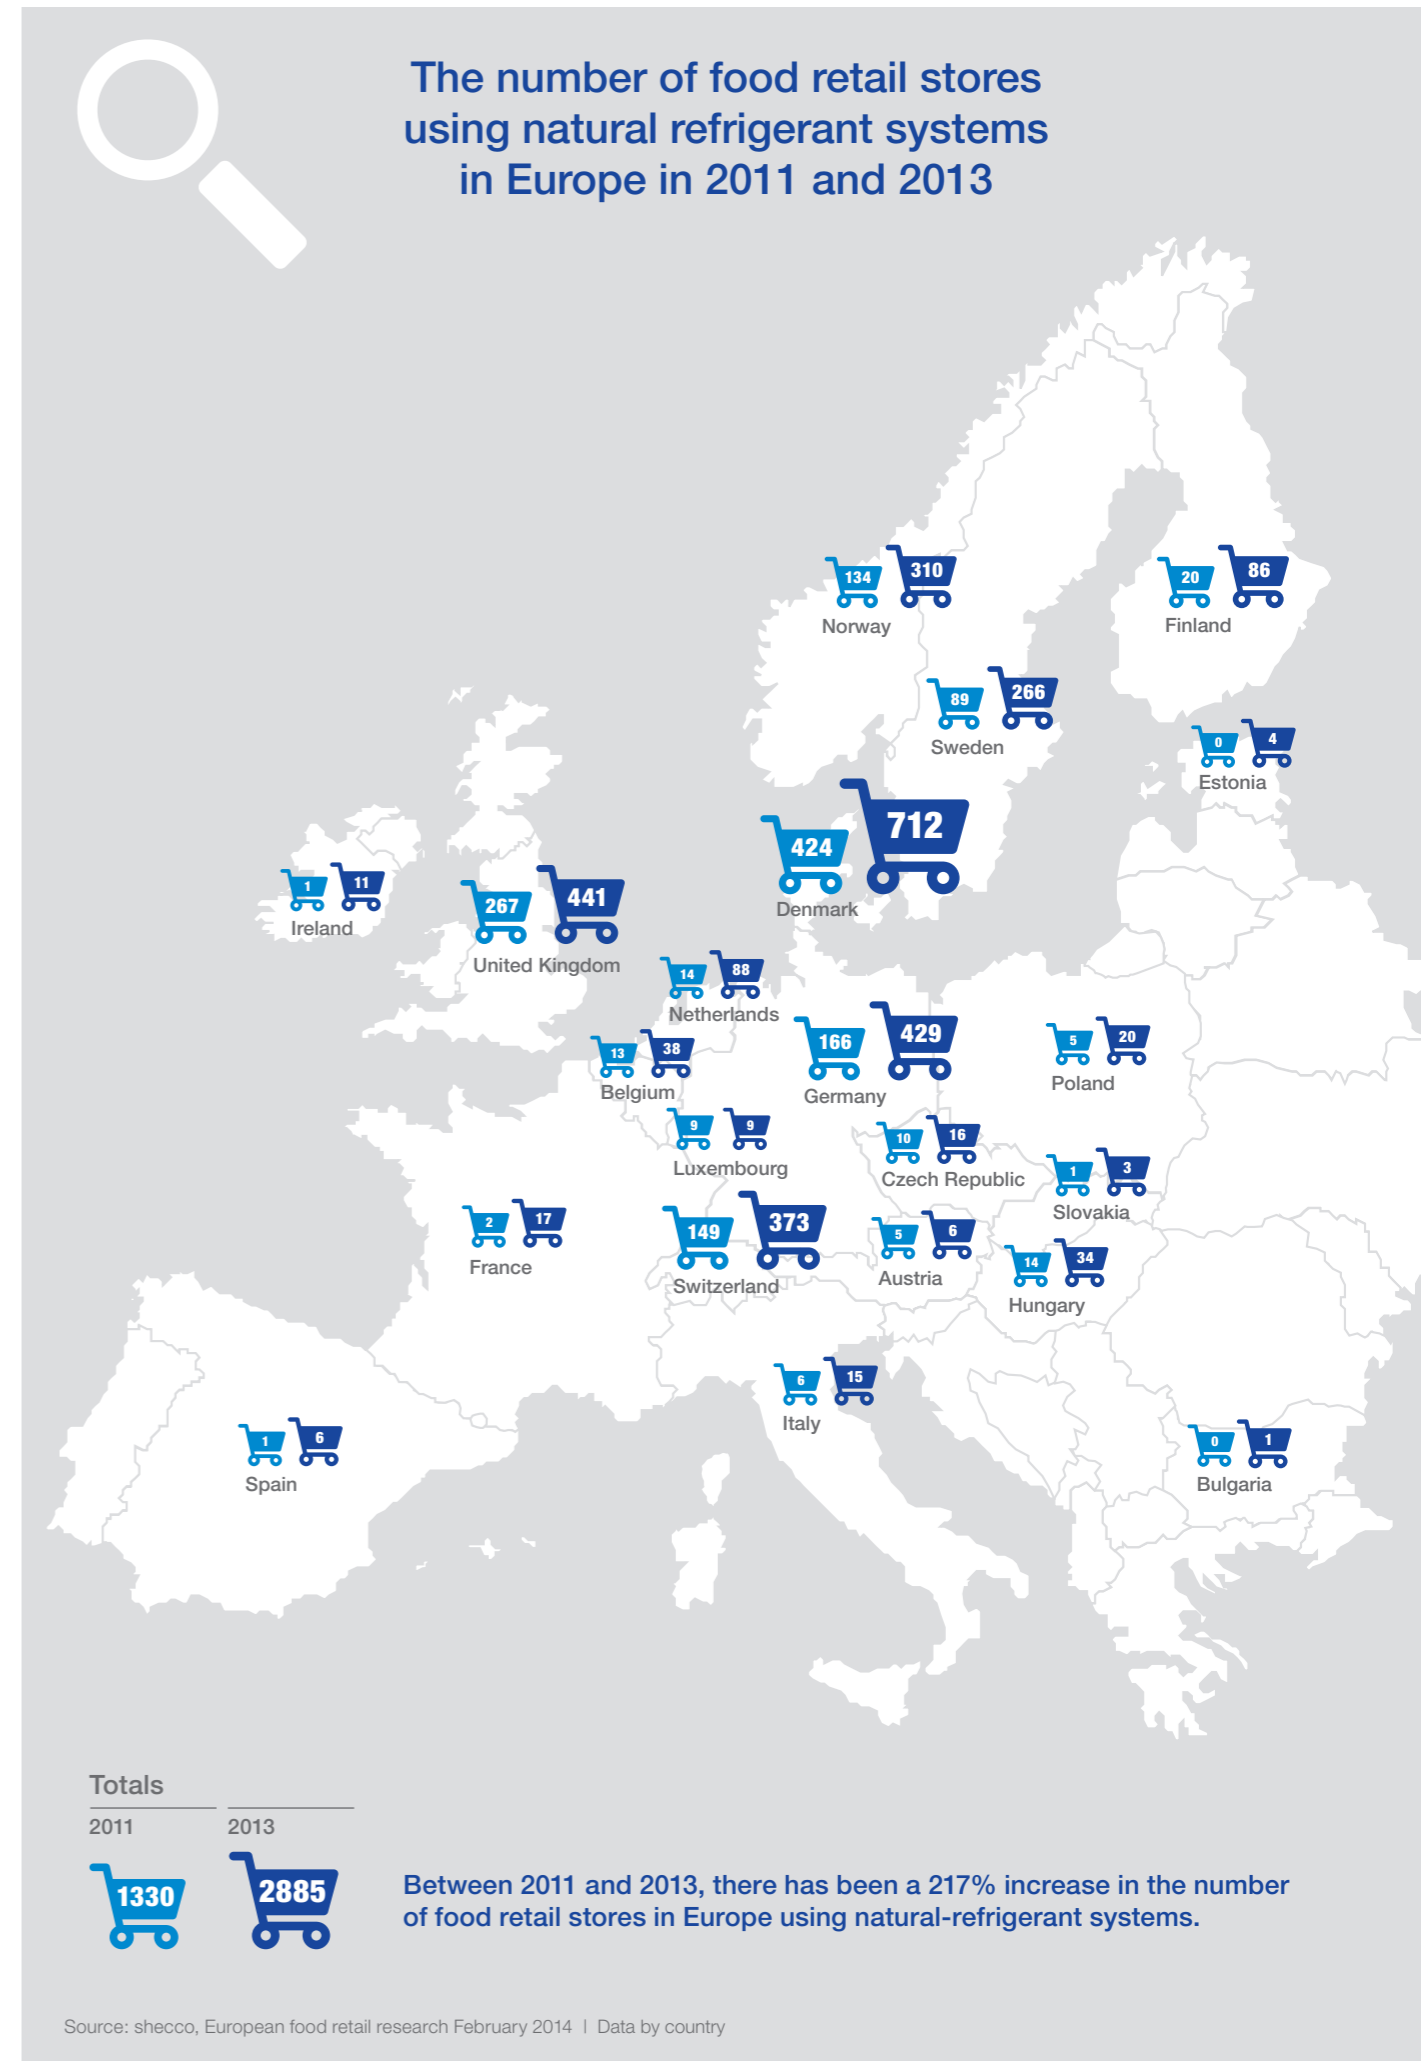 The number of food retail stores
using natural refrigerant systems
in Europe in 2011 and 2013
134 310
Norway
20 86
Finland
89 266
Sweden
0 4
Estonia
424 712
Denmark
1 11
Ireland
267 441
United Kingdom
14 88
Netherlands
166 429
Germany
5 20
Poland
13 38
Belgium
9 9
Luxembourg
10 16
Czech Republic
1 3
Slovakia
2 17
France
149 373
Switzerland
5 6
Austria
14 34
Hungary
6 15
Italy
1 6
Spain
0 1
Bulgaria
Totals
2011 2013
1330 2885
Between 2011 and 2013, there has been a 217% increase in the number
of food retail stores in Europe using natural-refrigerant systems.
Source: shecco, European food retail research February 2014 | Data by country